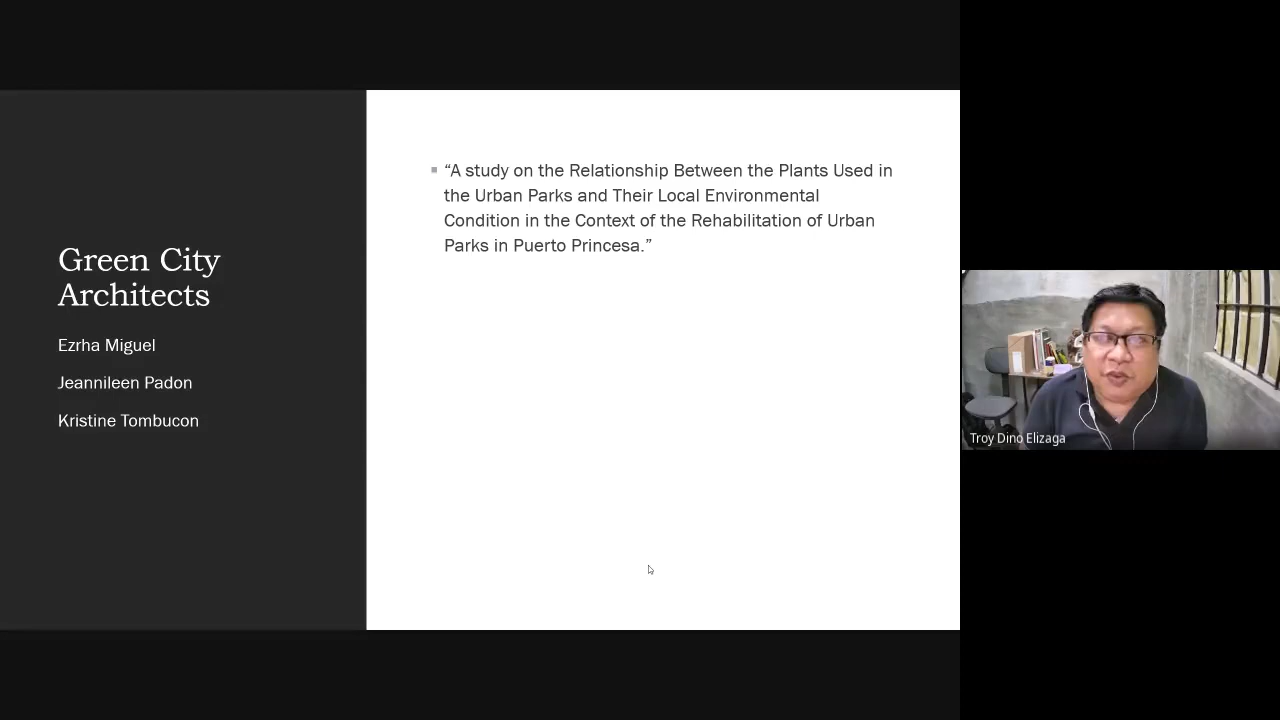 Green City
Architects
Ezrha Miguel
Jeannileen Padon
Kristine Tombucon
“A study on the Relationship Between the Plants Used in
the Urban Parks and Their Local Environmental
Condition in the Context of the Rehabilitation of Urban
Parks in Puerto Princesa.”
Troy Dino Elizaga